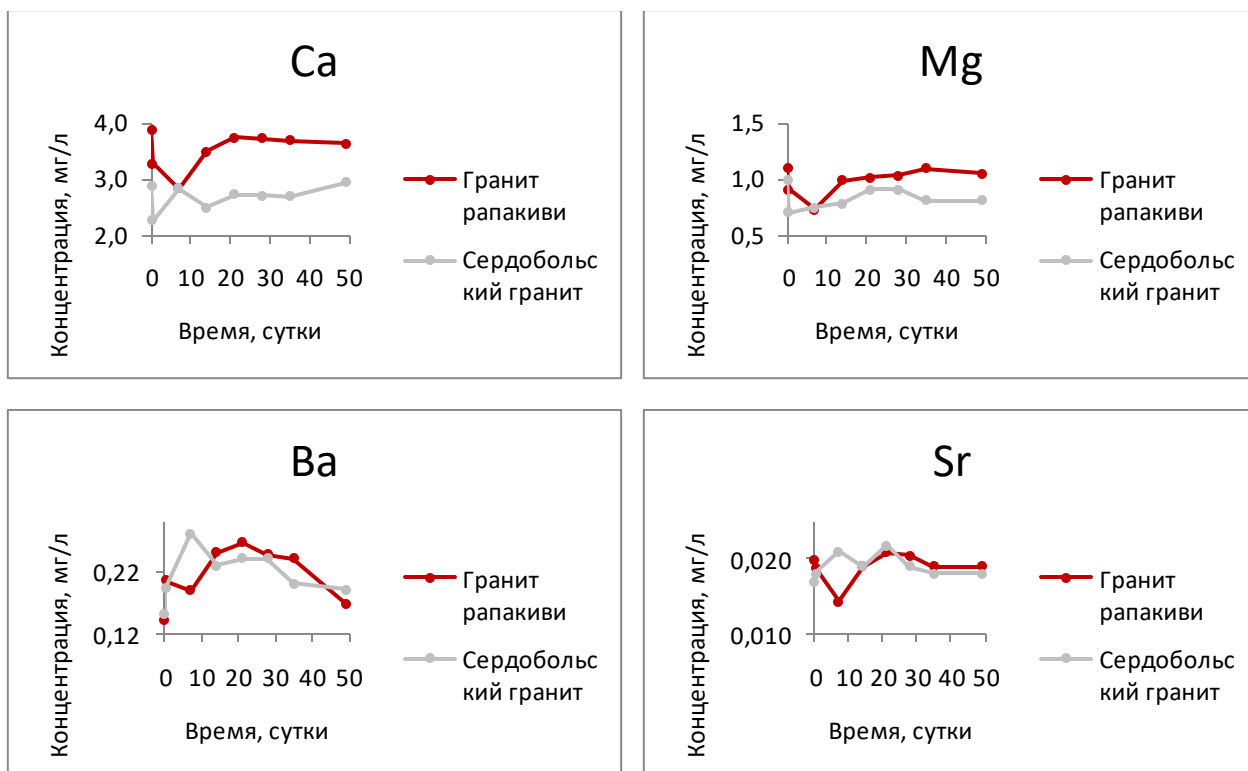 Ca
Концентрация, мг/л
4,0
3,0
2,0
0 10 20 30 40 50
Время, сутки
Гранит
рапакиви
Сердобольс
кий гранит
Mg
Концентрация, мг/л
1,5
1,0
0,5
0 10 20 30 40 50
Время, сутки
Гранит
рапакиви
Сердобольс
кий гранит
Ba
Концентрация, мг/л
0,22
0,12
0 10 20 30 40 50
Время, сутки
Гранит
рапакиви
Сердобольс
кий гранит
Sr
Концентрация, мг/л
0,020
0,010
0 10 20 30 40 50
Время, сутки
Гранит
рапакиви
Сердобольс
кий гранит